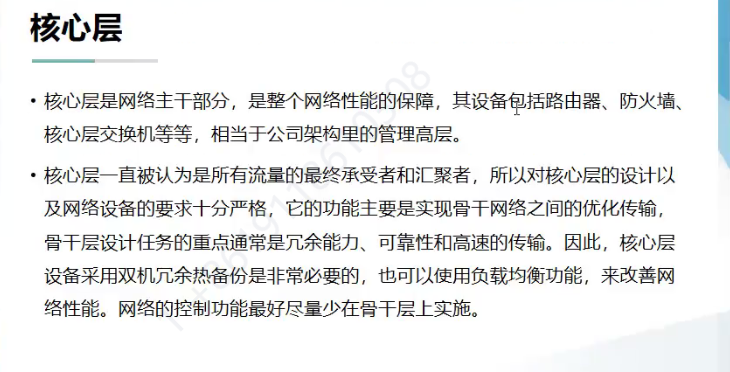 核心层
• 核心层是网络主干部分，是整个网络性能的保障，其设备包括路由器、防火墙、
核心层交换机等等，相当于公司架构里的管理高层。
• 核心层一直被认为是所有流量的最终承受者和汇聚者，所以对核心层的设计以
及网络设备的要求十分严格，它的功能主要是实现骨干网络之间的优化传输，
骨干层设计任务的重点通常是冗余能力、可靠性和高速的传输。因此，核心层
设备采用双机冗余热备份是非常必要的，也可以使用负载均衡功能，来改善网
络性能。网络的控制功能最好尽量少在骨干层上实施。